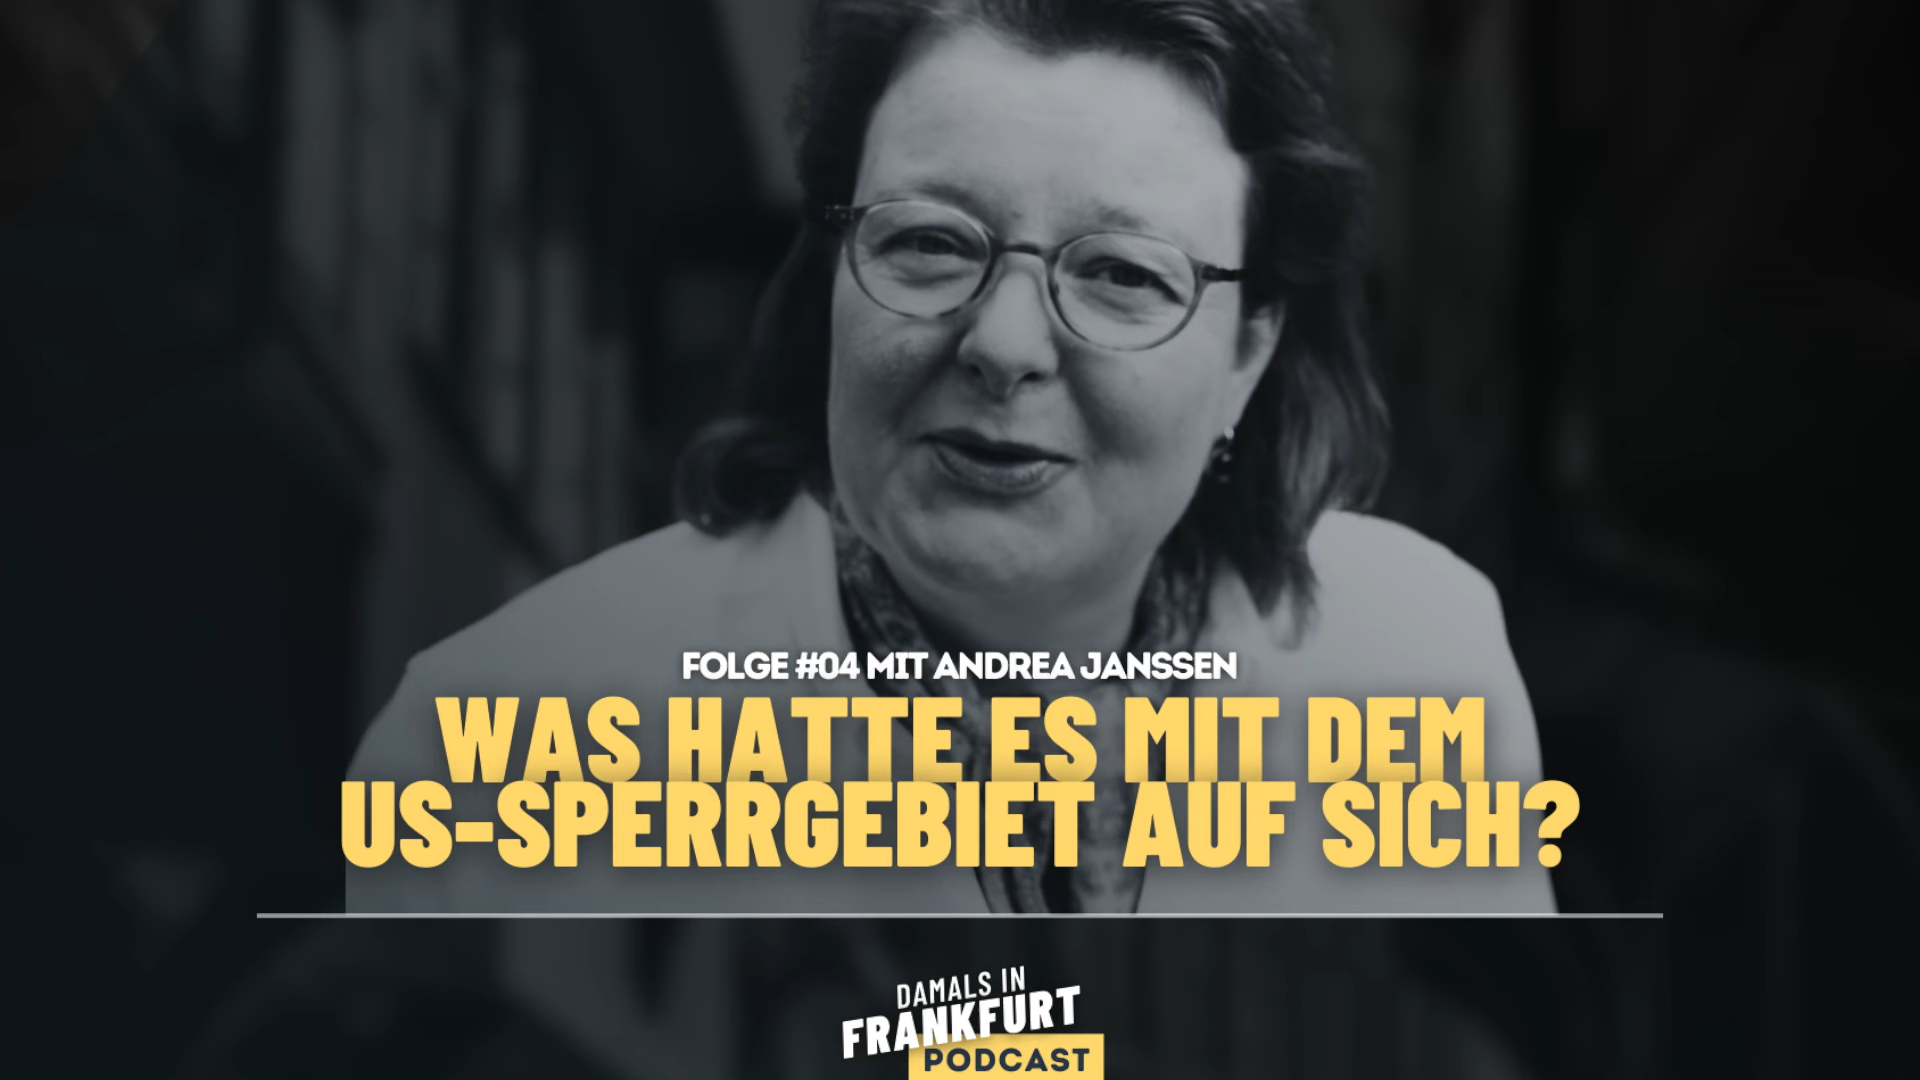 FOLGE #04 MIT ANDREA JANSSEN
WAS HATTE ES MIT DEM
US-SPERRGEBIET AUF SICH?
DAMALS IN
FRANKFURT
PODCAST